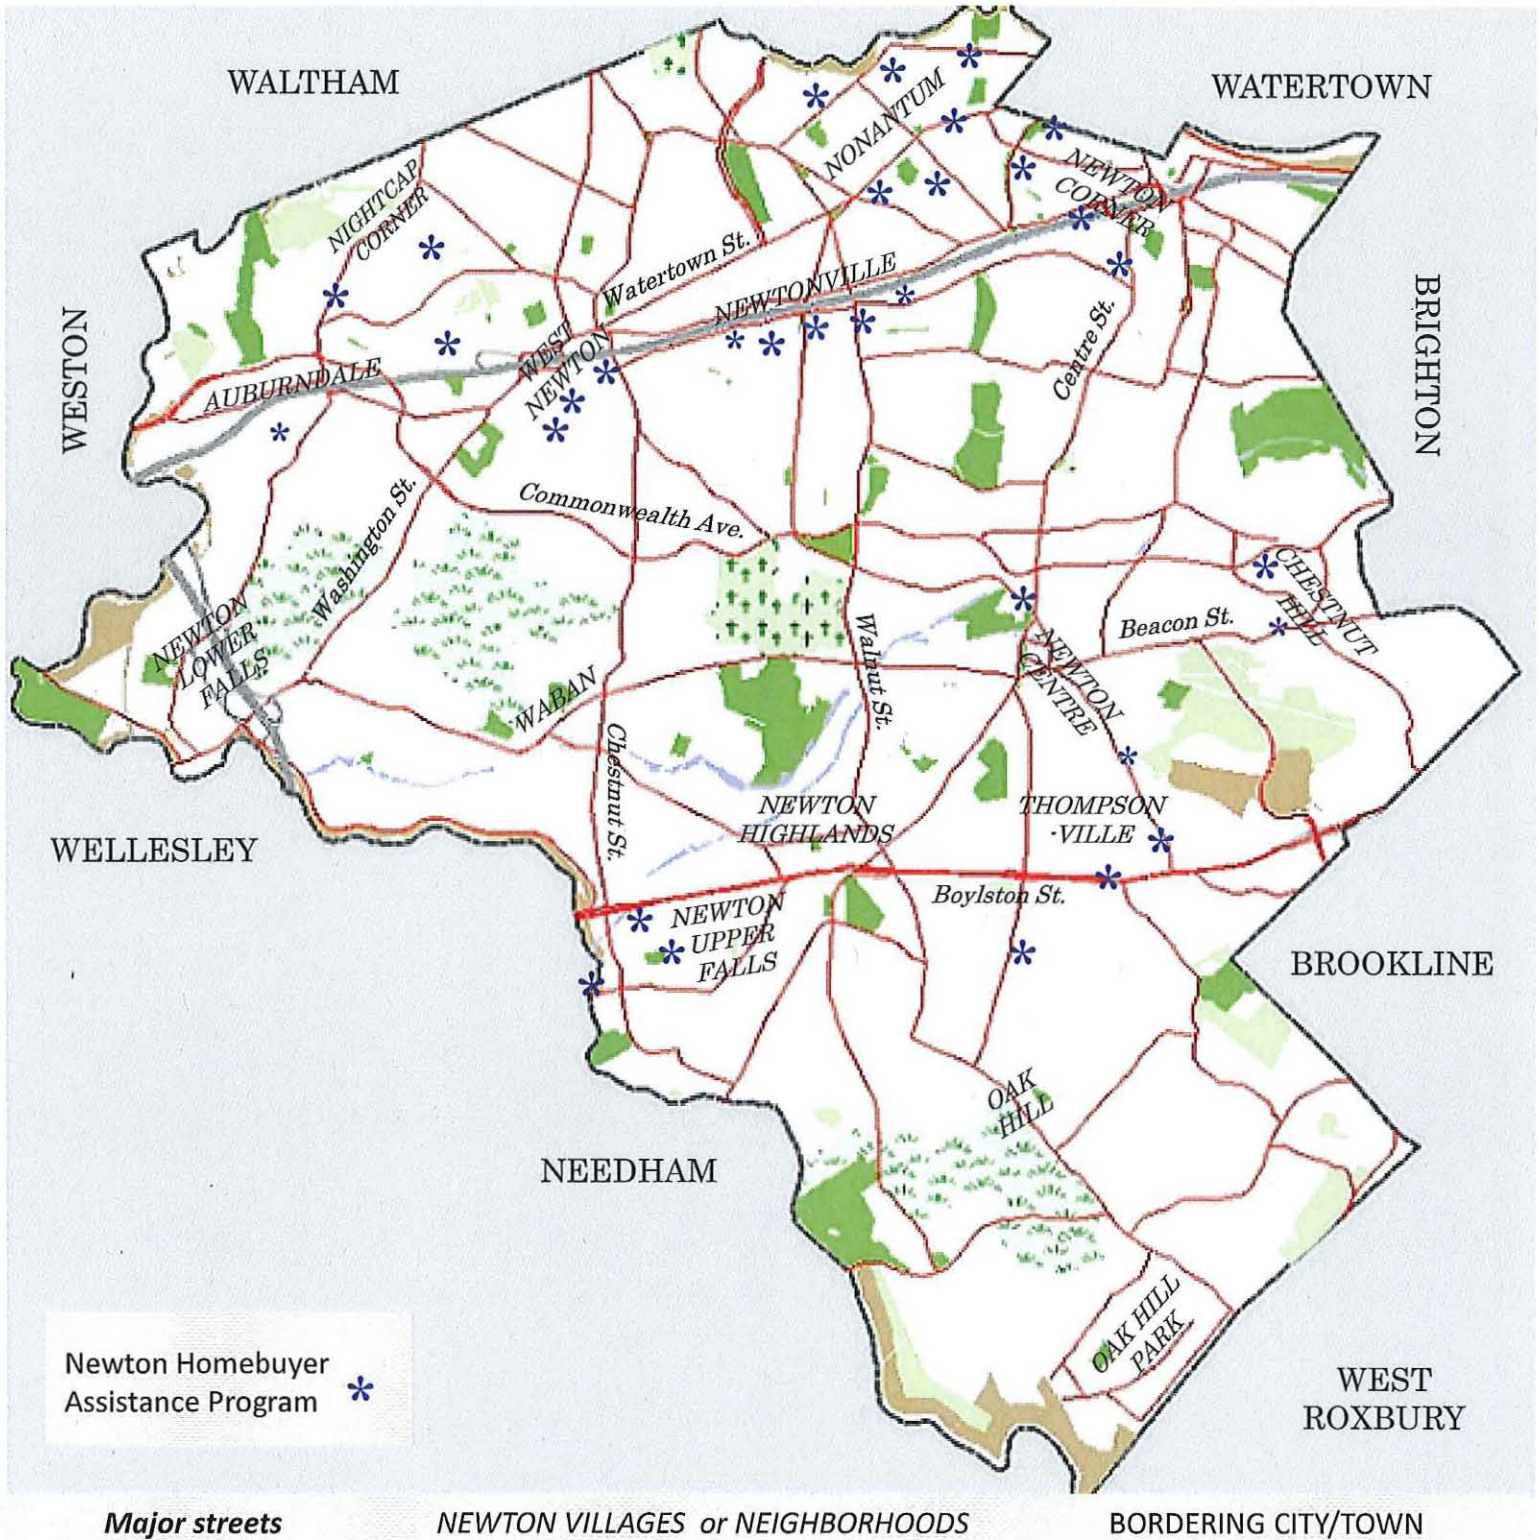 WALTHAM
WATERTOWN
NONANTUM
NEWTON
CORNER
NIGHTCAP
CORNER
Watertown St.
NEWTONVILLE
WESTON
BRIGHTON
WEST
NEWTON
Centre St.
AUBURNDALE
Washington St.
Commonwealth Ave.
CHESTNUT
HILL
NEWTON
LOWER
FALLS
Walnut St.
Beacon St.
NEWTON
CENTRE
WABAN
Chestnut St.
NEWTON
HIGHLANDS
THOMPSON
-VILLE
WELLESLEY
Boylston St.
NEWTON
UPPER
FALLS
BROOKLINE
OAK
HILL
NEEDHAM
OAK HILL
PARK
Newton Homebuyer
Assistance Program *
WEST
ROXBURY
Major streets
NEWTON VILLAGES or NEIGHBORHOODS
BORDERING CITY/TOWN